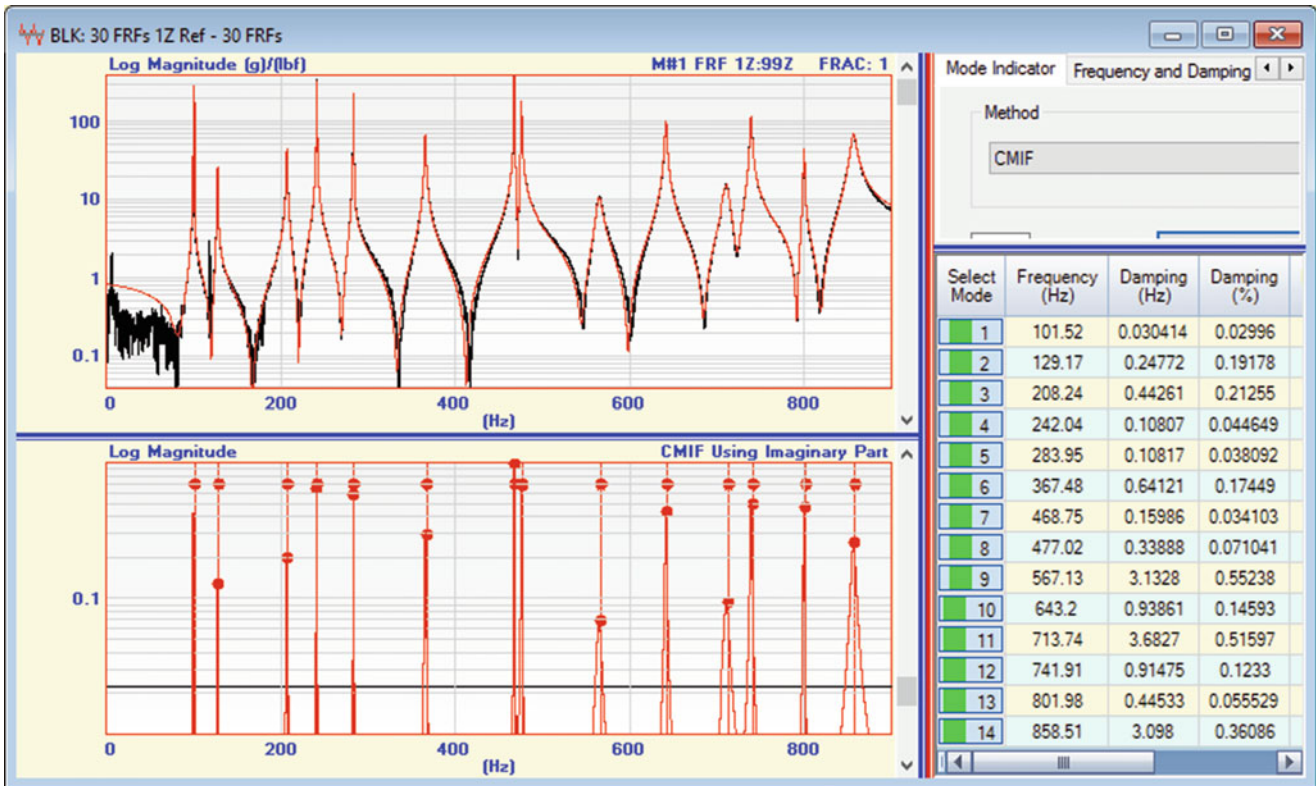 BLK: 30 FRFs 1Z Ref - 30 FRFs
Log Magnitude (g)/(lbf)
M#1 FRF 1Z:99Z FRAC: 1
100
10
1
0.1
0 200 400 600 800
(Hz)
Log Magnitude
CMIF Using Imaginary Part
0.1
0 200 400 600 800
(Hz)
Mode Indicator Frequency and Damping
Method
CMIF
Select Mode Frequency (Hz) Damping (Hz) Damping (%)
1 101.52 0.030414 0.02996
2 129.17 0.24772 0.19178
3 208.24 0.44261 0.21255
4 242.04 0.10807 0.044649
5 283.95 0.10817 0.038092
6 367.48 0.64121 0.17449
7 468.75 0.15986 0.034103
8 477.02 0.33888 0.071041
9 567.13 3.1328 0.55238
10 643.2 0.93861 0.14593
11 713.74 3.6827 0.51597
12 741.91 0.91475 0.1233
13 801.98 0.44533 0.055529
14 858.51 3.098 0.36086